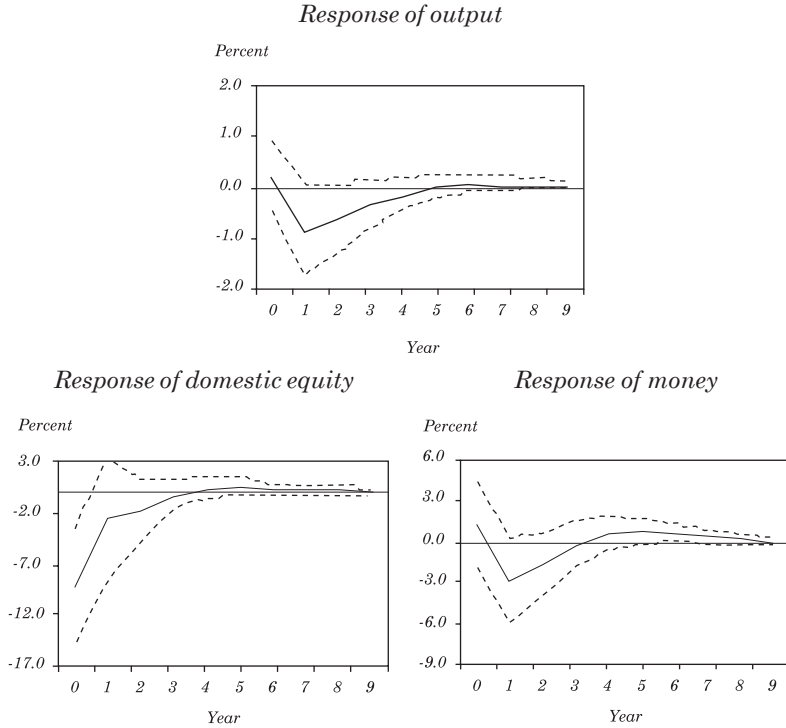 Response of output
Percent
2.0
1.0
0.0
-1.0
-2.0
0 1 2 3 4 5 6 7 8 9
Year
Response of domestic equity
Percent
3.0
-2.0
-7.0
-12.0
-17.0
0 1 2 3 4 5 6 7 8 9
Year
Response of money
Percent
6.0
3.0
0.0
-3.0
-6.0
-9.0
0 1 2 3 4 5 6 7 8 9
Year